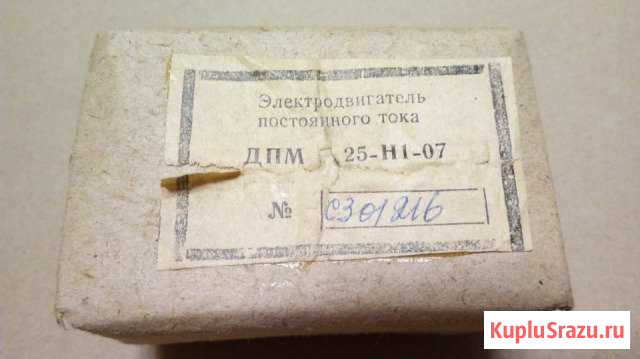 Электродвигатель
постоянного тока
ДПМ 25-Н1-07
№ С301216
KupluSrazu.ru